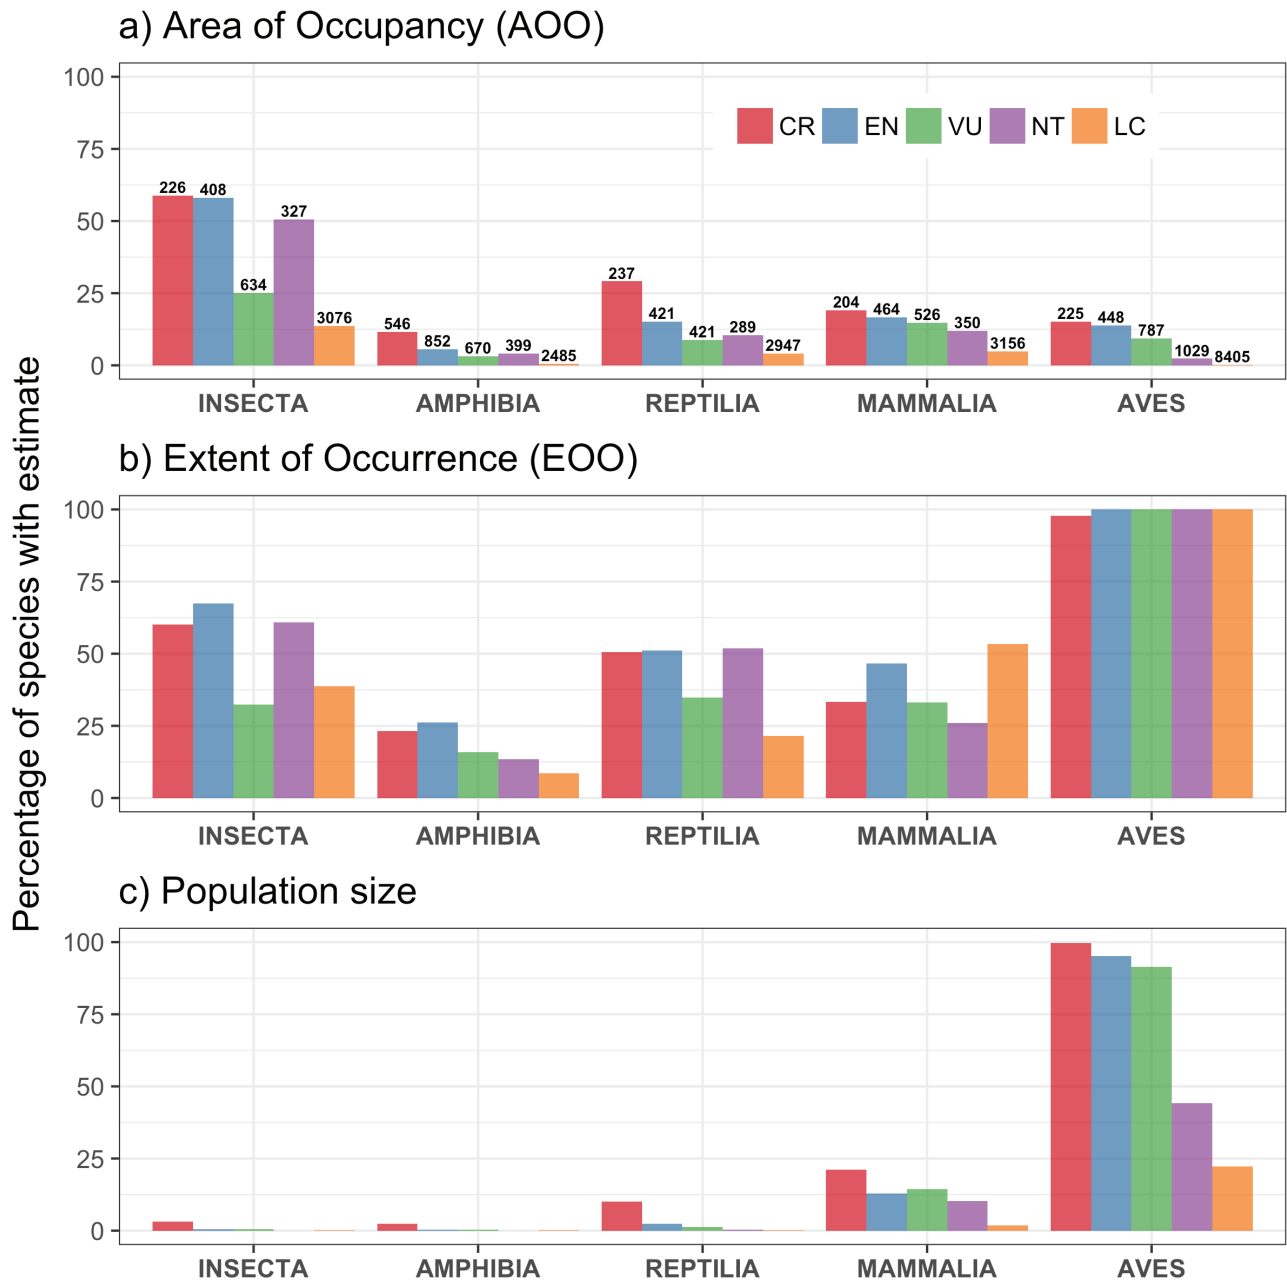 a) Area of Occupancy (AOO)
100
75
50
25
0
CR EN VU NT LC
226 408 634 327 3076
546 852 670 399 2485
237 421 421 289 2947
204 464 526 350 3156
225 448 787 1029 8405
INSECTA AMPHIBIA REPTILIA MAMMALIA AVES
Percentage of species with estimate
b) Extent of Occurrence (EOO)
100
75
50
25
0
INSECTA AMPHIBIA REPTILIA MAMMALIA AVES
c) Population size
100
75
50
25
0
INSECTA AMPHIBIA REPTILIA MAMMALIA AVES